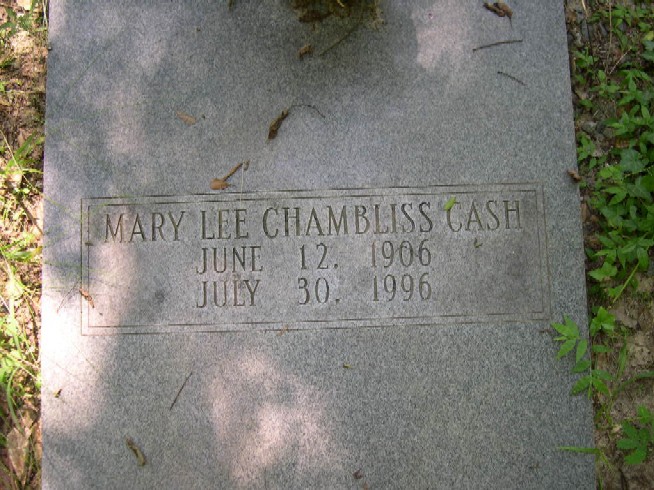 MARY LEE CHAMBLISS CASH
JUNE 12, 1906
JULY 30, 1996